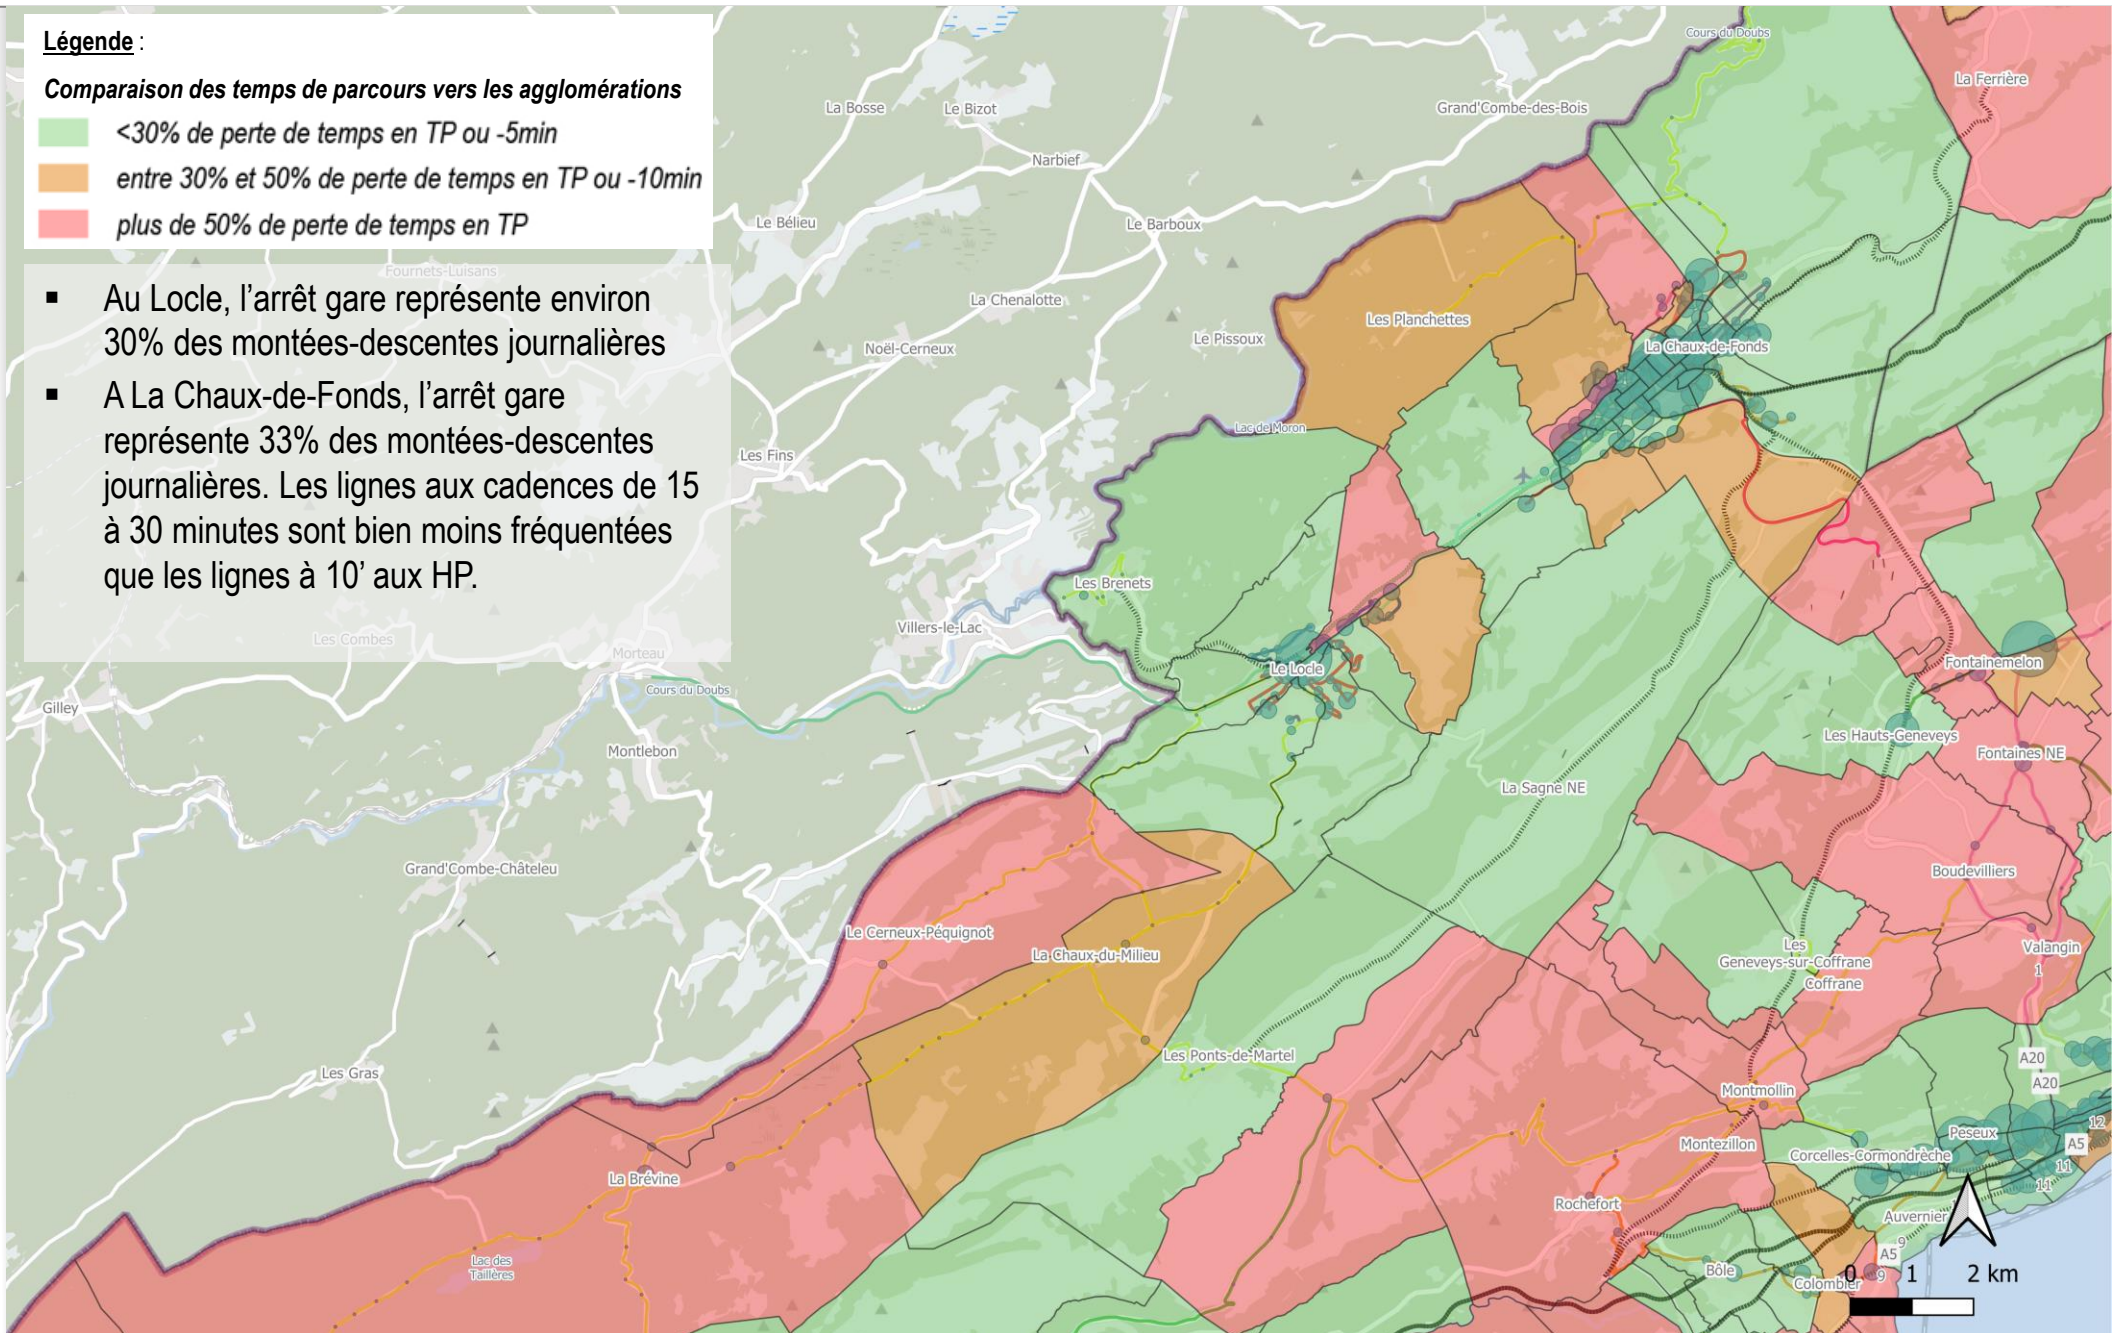 Légende :
Comparaison des temps de parcours vers les agglomérations
<30% de perte de temps en TP ou -5min
entre 30% et 50% de perte de temps en TP ou -10min
plus de 50% de perte de temps en TP
▪ Au Locle, l’arrêt gare représente environ
30% des montées-descentes journalières
▪ A La Chaux-de-Fonds, l’arrêt gare
représente 33% des montées-descentes
journalières. Les lignes aux cadences de 15
à 30 minutes sont bien moins fréquentées
que les lignes à 10’ aux HP.
Cours du Doubs
La Ferrière
La Bosse
Le Bizot
Grand'Combe-des-Bois
Narbief
Le Bélieu
Le Barboux
Fournets-Luisans
La Chenalotte
Les Planchettes
Le Pissoux
La Chaux-de-Fonds
Noël-Cerneux
Lac de Moron
Les Fins
Les Brenets
Villers-le-Lac
Les Combes
Morteau
Le Locle
Fontainemelon
Cours du Doubs
Gilley
Montlebon
Les Hauts-Geneveys
Fontaines NE
La Sagne NE
Grand'Combe-Châteleu
Boudevilliers
Le Cerneux-Péquignot
La Chaux-du-Milieu
Les
Geneveys-sur-Coffrane
Coffrane
Valangin
1
Les Gras
Les Ponts-de-Martel
A20
A20
Montmollin
12
Peseux
A5
Montezillon
Corcelles-Cormondrèche
11
11
La Brévine
Rochefort
Auvernier
9
A5
Lac des
Taillères
Bôle
Colombier
9
0 1 2 km